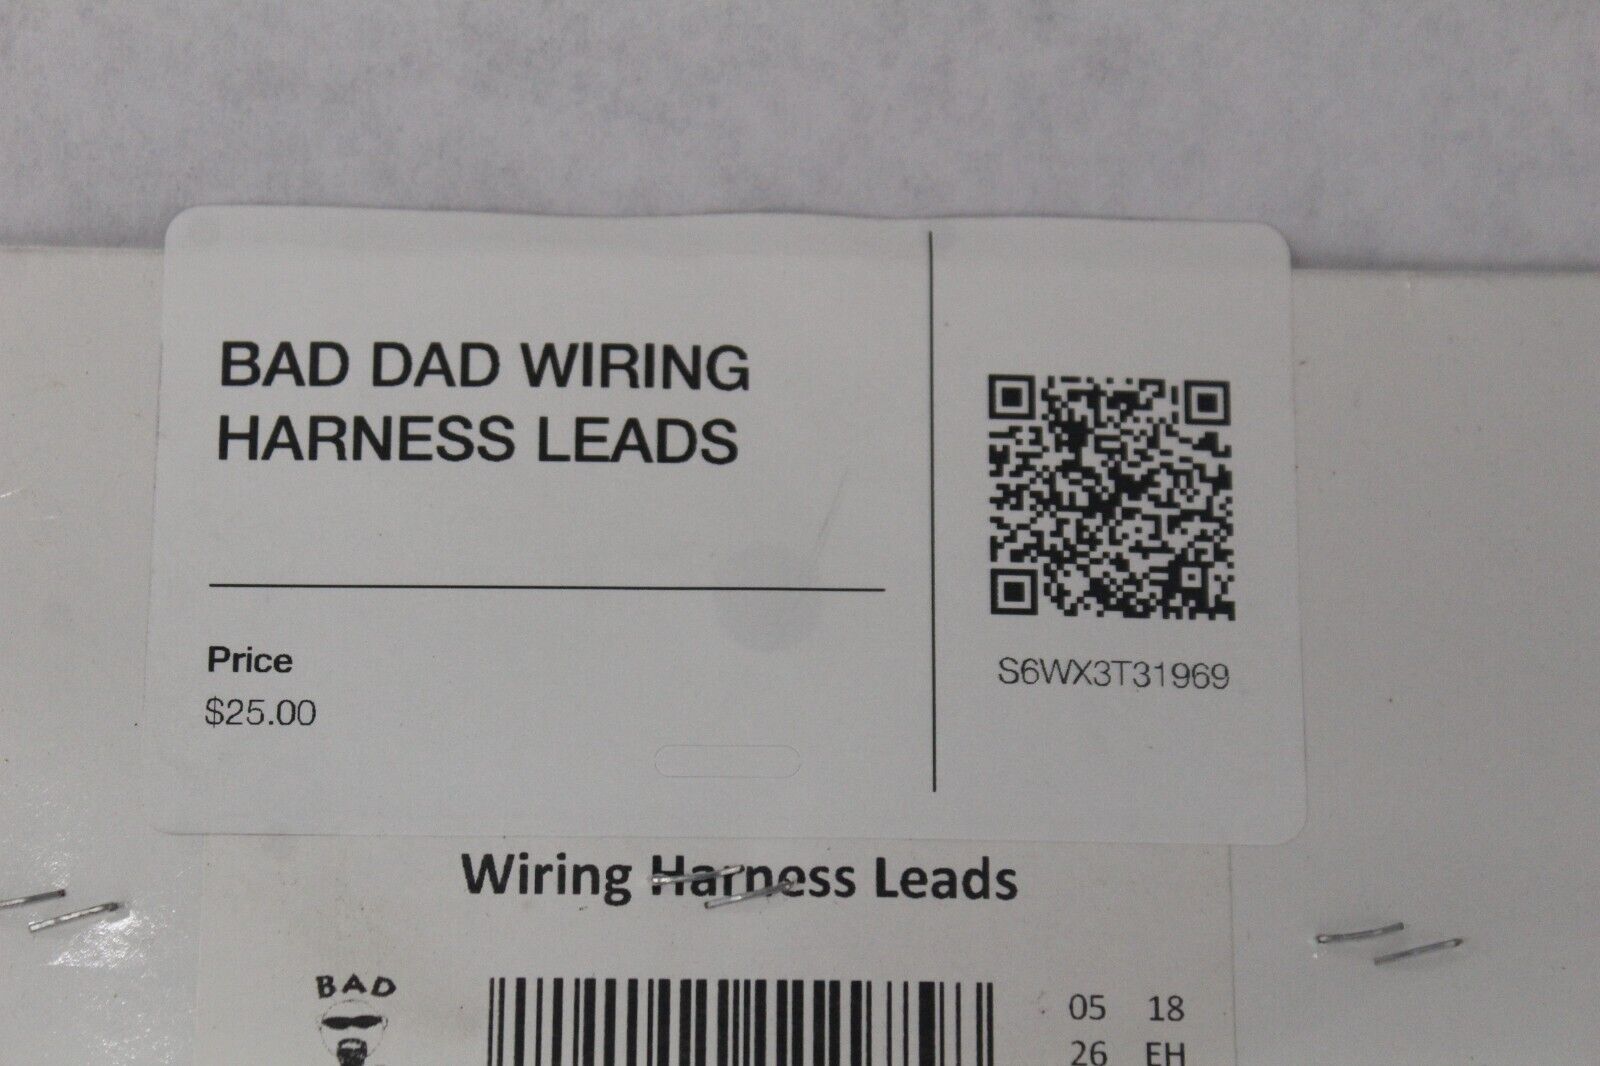 BAD DAD WIRING
HARNESS LEADS
Price
$25.00
S6WX3T31969
Wiring Harness Leads
BAD
05 18
26 EH